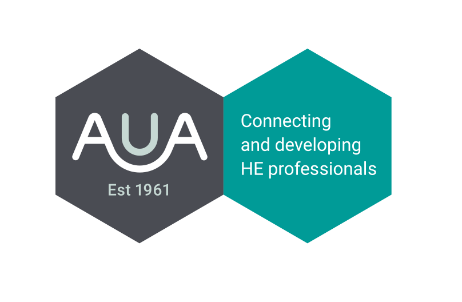 AUA
Est 1961
Connecting
and developing
HE professionals